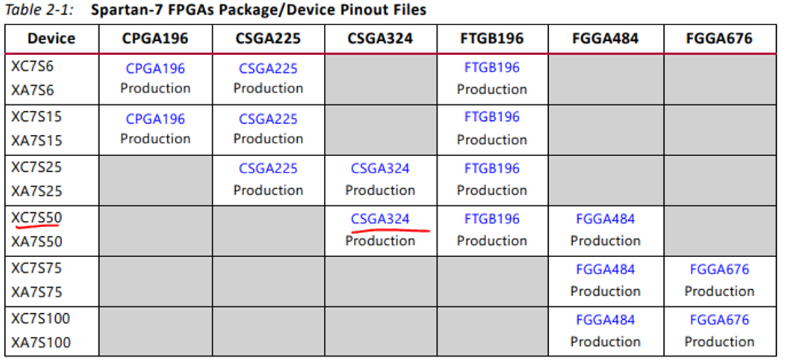 Table 2-1: Spartan-7 FPGAs Package/Device Pinout Files
Device CPGA196 CSGA225 CSGA324 FTGB196 FGGA484 FGGA676
XC7S6 CPGA196 CSGA225 FTGB196
XA7S6 Production Production Production
XC7S15 CPGA196 CSGA225 FTGB196
XA7S15 Production Production Production
XC7S25 CSGA225 CSGA324 FTGB196
XA7S25 Production Production Production
XC7S50 CSGA324 FTGB196 FGGA484
XA7S50 Production Production Production
XC7S75 FGGA484 FGGA676
XA7S75 Production Production
XC7S100 FGGA484 FGGA676
XA7S100 Production Production